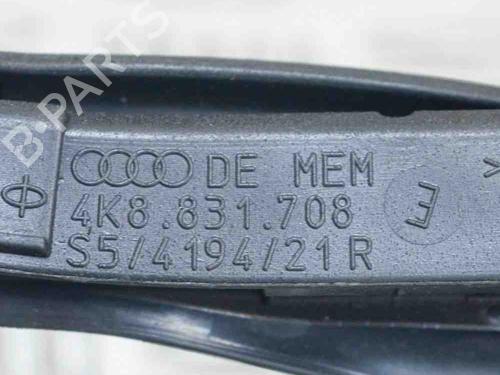 B-PARTS
DE MEM
4K8.831.708
S5/4194/21 R
E